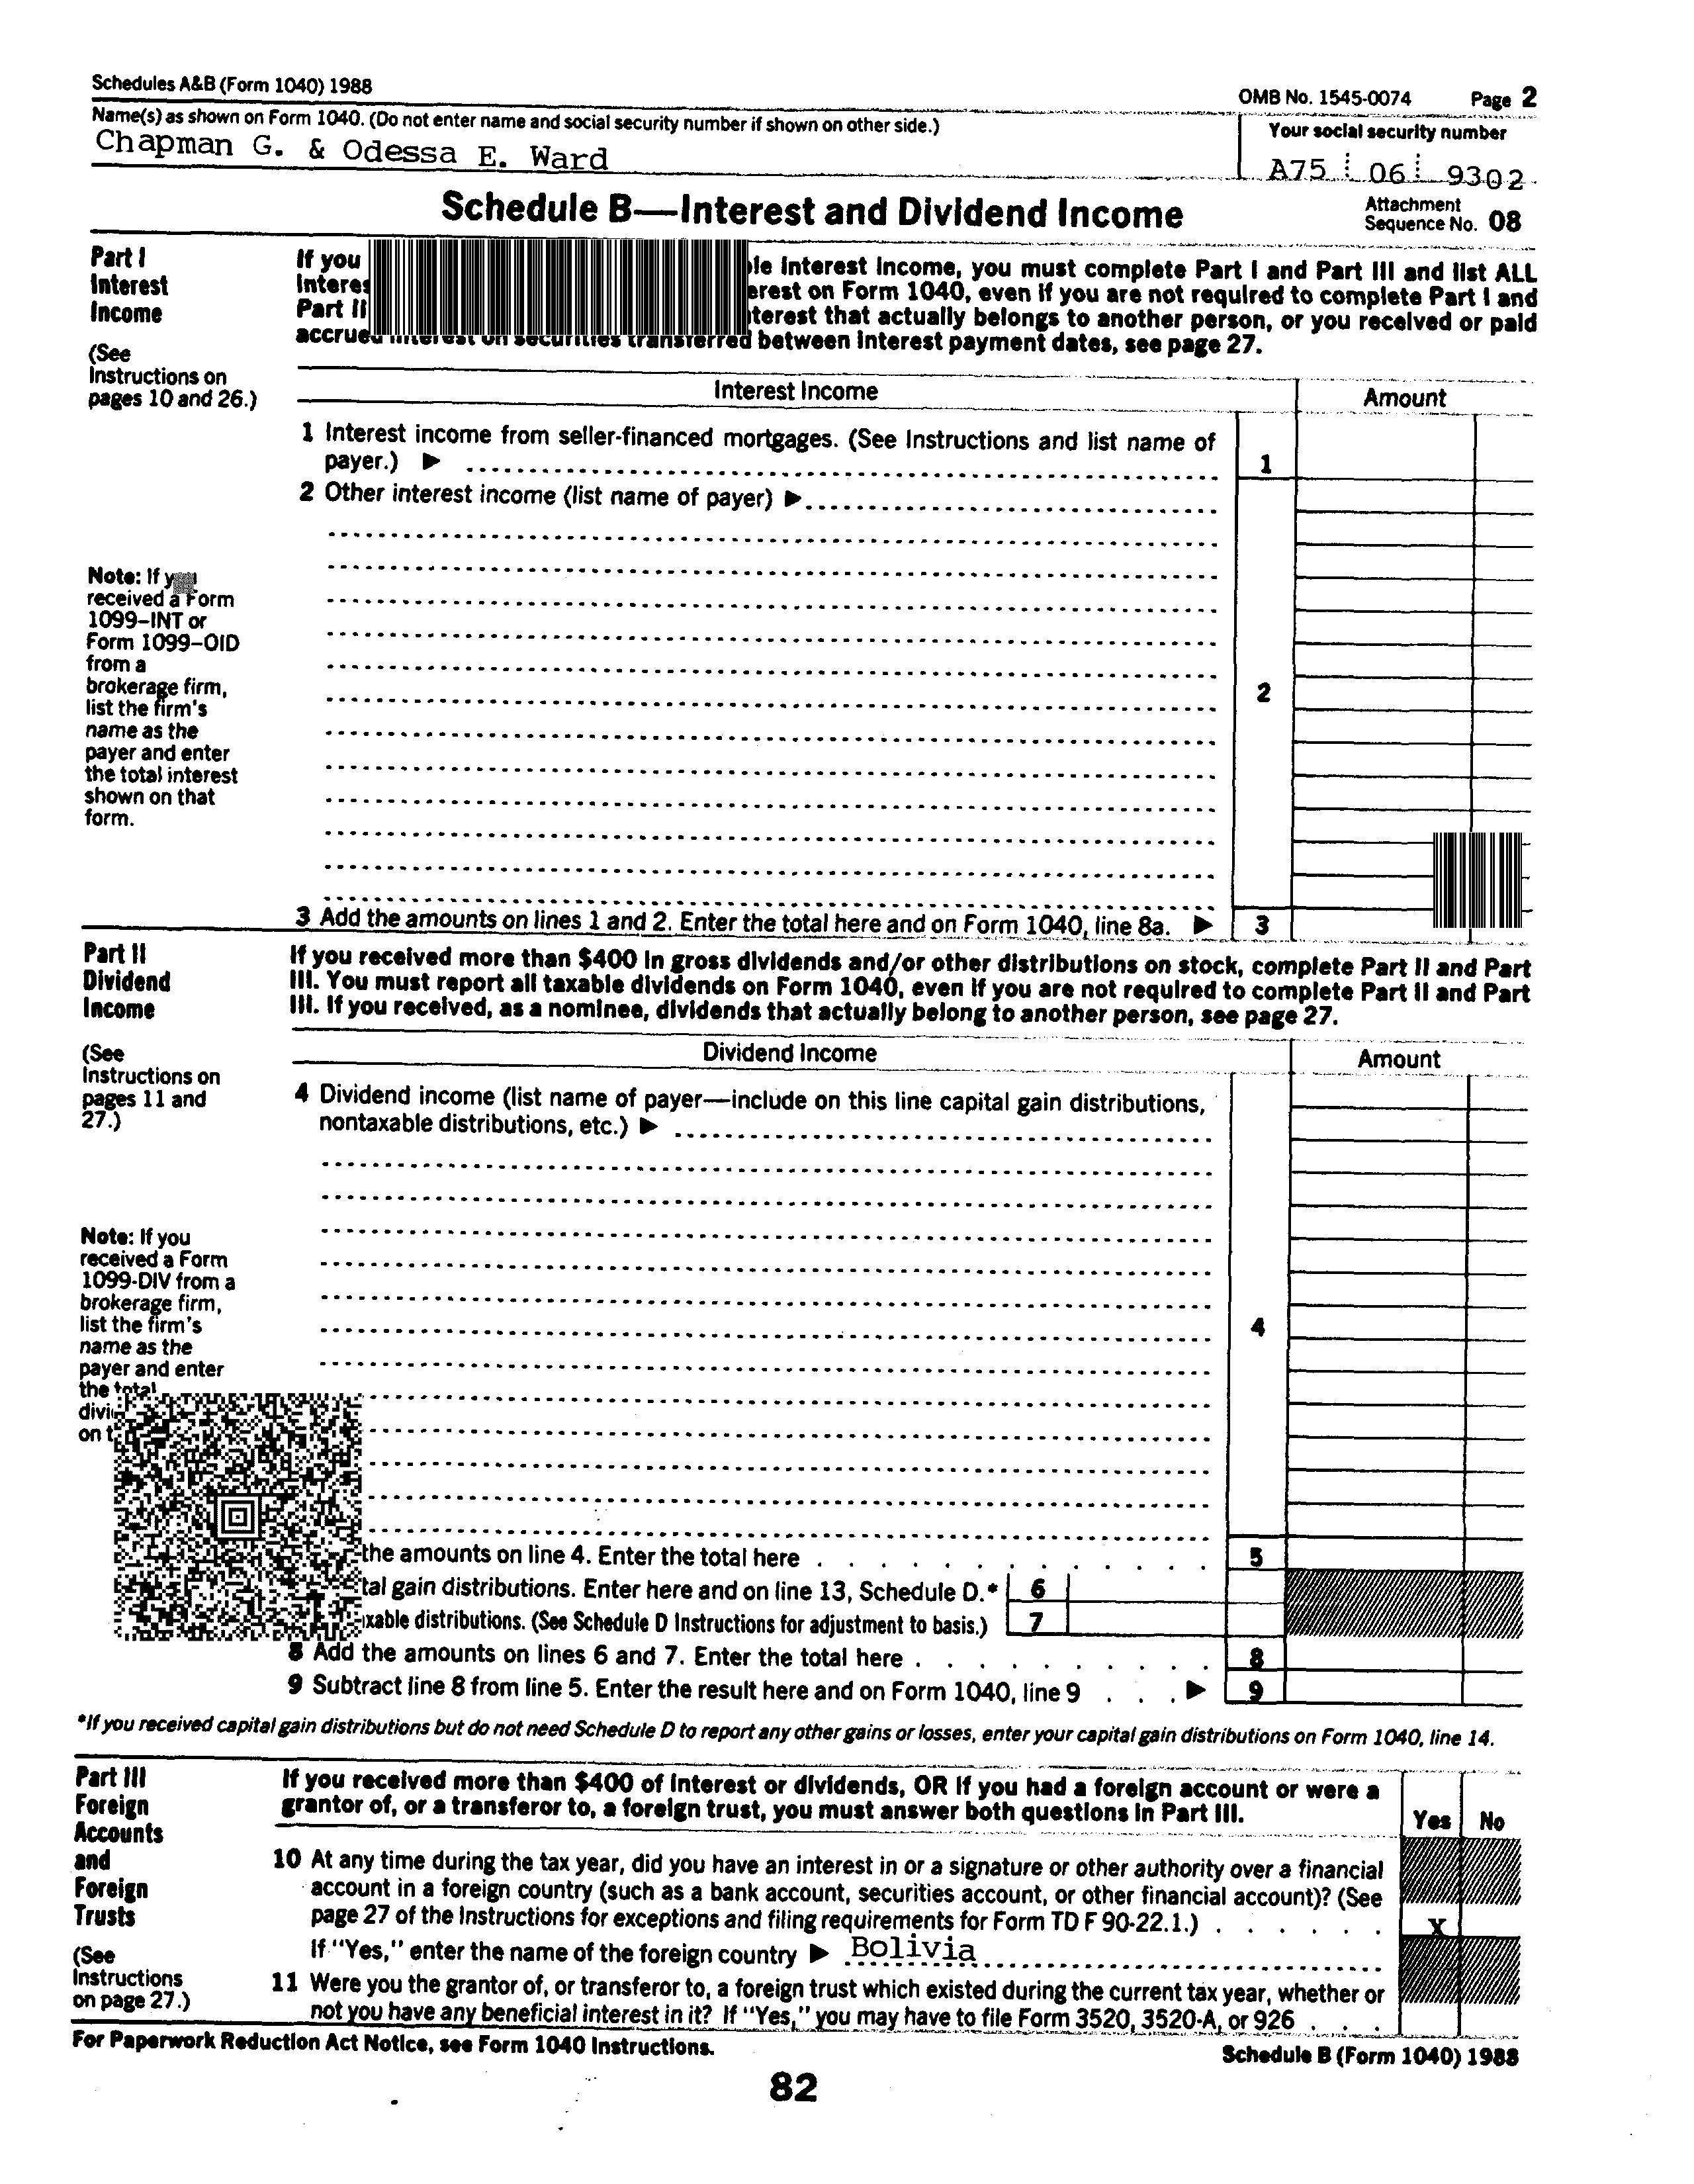 Schedules A&B (Form 1040) 1988
OMB No. 1545-0074 Page 2
Name(s) as shown on Form 1040. (Do not enter name and social security number if shown on other side.)
Your social security number
Chapman G. & Odessa E. Ward
A75 06 9302
Schedule B—Interest and Dividend Income
Attachment
Sequence No. 08
Part I
Interest
Income
(See
Instructions on
pages 10 and 26.)
If you Interest Income, you must complete Part I and Part III and list ALL
on Form 1040, even if you are not required to complete Part I and
Part that actually belongs to another person, or you received or paid
securities transferred between interest payment dates, see page 27.
Interest Income
Amount
1 Interest income from seller-financed mortgages. (See Instructions and list name of
payer.) ▶
1
2 Other interest income (list name of payer) ▶
Note: If
received a Form
1099–INT or
Form 1099–OID
from a
brokerage firm,
list the firm's
name as the
payer and enter
the total interest
shown on that
form.
2
3 Add the amounts on lines 1 and 2. Enter the total here and on Form 1040, line 8a. ▶
3
Part II
Dividend
Income
If you received more than $400 in gross dividends and/or other distributions on stock, complete Part II and Part
III. You must report all taxable dividends on Form 1040, even if you are not required to complete Part II and Part
III. If you received, as a nominee, dividends that actually belong to another person, see page 27.
(See
Instructions on
pages 11 and
27.)
Dividend Income
Amount
4 Dividend income (list name of payer—include on this line capital gain distributions,
nontaxable distributions, etc.) ▶
Note: If you
received a Form
1099-DIV from a
brokerage firm,
list the firm's
name as the
payer and enter
the total
on
4
the amounts on line 4. Enter the total here
5
gain distributions. Enter here and on line 13, Schedule D.* 6
distributions. (See Schedule D Instructions for adjustment to basis.) 7
8 Add the amounts on lines 6 and 7. Enter the total here
8
9 Subtract line 8 from line 5. Enter the result here and on Form 1040, line 9 ▶
9
*If you received capital gain distributions but do not need Schedule D to report any other gains or losses, enter your capital gain distributions on Form 1040, line 14.
Part III
Foreign
Accounts
and
Foreign
Trusts
(See
Instructions
on page 27.)
If you received more than $400 of interest or dividends, OR if you had a foreign account or were a
grantor of, or a transferor to, a foreign trust, you must answer both questions in Part III.
Yes No
10 At any time during the tax year, did you have an interest in or a signature or other authority over a financial
account in a foreign country (such as a bank account, securities account, or other financial account)? (See
page 27 of the Instructions for exceptions and filing requirements for Form TD F 90-22.1.)
X
If "Yes," enter the name of the foreign country ▶ Bolivia
11 Were you the grantor of, or transferor to, a foreign trust which existed during the current tax year, whether or
not you have any beneficial interest in it? If "Yes," you may have to file Form 3520, 3520-A, or 926
For Paperwork Reduction Act Notice, see Form 1040 Instructions.
Schedule B (Form 1040) 1988
82